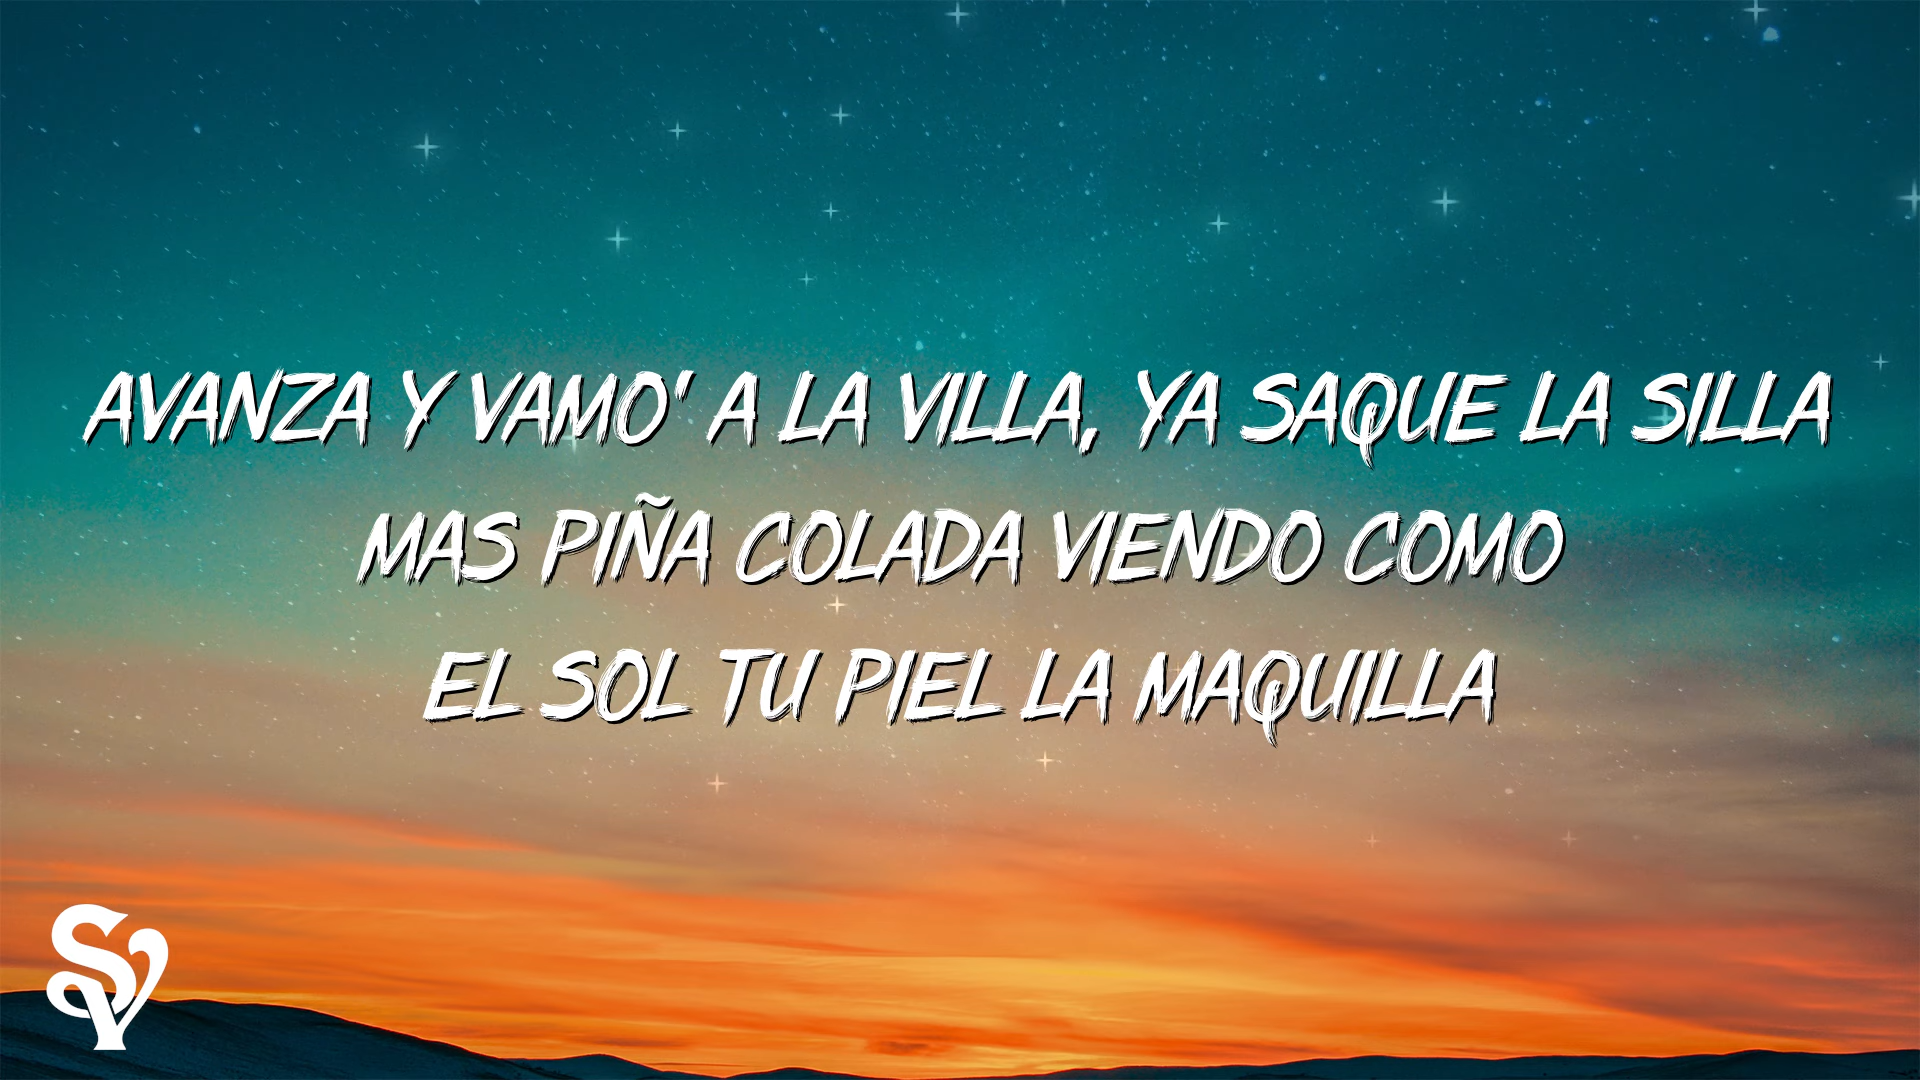 AVANZA Y VAMO' A LA VILLA, YA SAQUE LA SILLA
MAS PIÑA COLADA VIENDO COMO
EL SOL TU PIEL LA MAQUILLA
SY